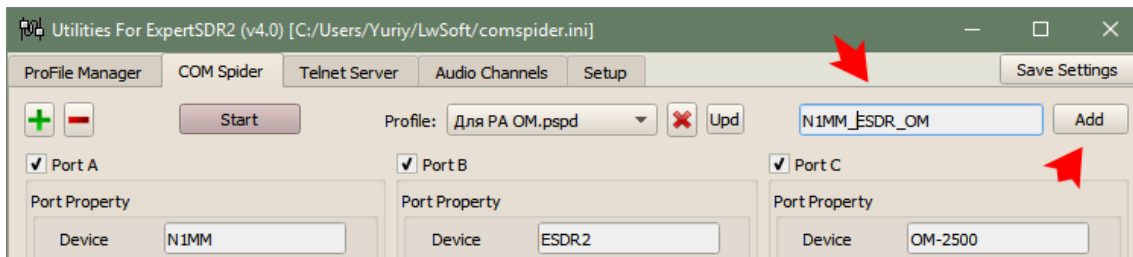 Utilities For ExpertSDR2 (v4.0) [C:/Users/Yuriy/LwSoft/comspider.ini]
ProFile Manager COM Spider Telnet Server Audio Channels Setup Save Settings
Start Profile: Для PA OM.pspd Upd N1MM_ESDR_OM Add
Port A Port B Port C
Port Property Port Property Port Property
Device N1MM Device ESDR2 Device OM-2500